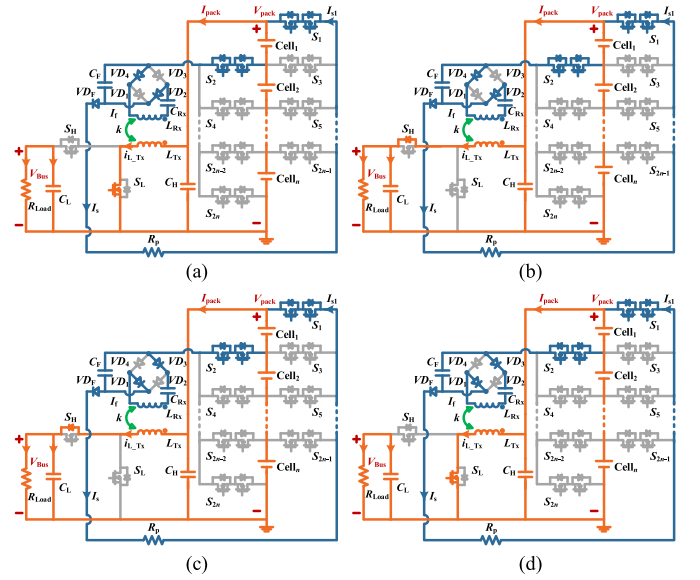 I_pack V_pack I_s1
+ S_1
Cell_1
C_F VD_4 VD_3 S_2 S_3
VD_F VD_1 VD_2 Cell_2
I_f C_Rx
S_H k L_Rx S_4 S_5
+ i_L_Tx L_Tx S_2n-2 S_2n-1
V_Bus S_L C_H Cell_n
R_Load C_L I_s S_2n
− −
R_p
(a)
I_pack V_pack I_s1
+ S_1
Cell_1
C_F VD_4 VD_3 S_2 S_3
VD_F VD_1 VD_2 Cell_2
I_f C_Rx
S_H k L_Rx S_4 S_5
+ i_L_Tx L_Tx S_2n-2 S_2n-1
V_Bus S_L C_H Cell_n
R_Load C_L I_s S_2n
− −
R_p
(b)
I_pack V_pack I_s1
+ S_1
Cell_1
C_F VD_4 VD_3 S_2 S_3
VD_F VD_1 VD_2 Cell_2
I_f C_Rx
S_H k L_Rx S_4 S_5
+ i_L_Tx L_Tx S_2n-2 S_2n-1
V_Bus S_L C_H Cell_n
R_Load C_L I_s S_2n
− −
R_p
(c)
I_pack V_pack I_s1
+ S_1
Cell_1
C_F VD_4 VD_3 S_2 S_3
VD_F VD_1 VD_2 Cell_2
I_f C_Rx
S_H k L_Rx S_4 S_5
+ i_L_Tx L_Tx S_2n-2 S_2n-1
V_Bus S_L C_H Cell_n
R_Load C_L I_s S_2n
− −
R_p
(d)